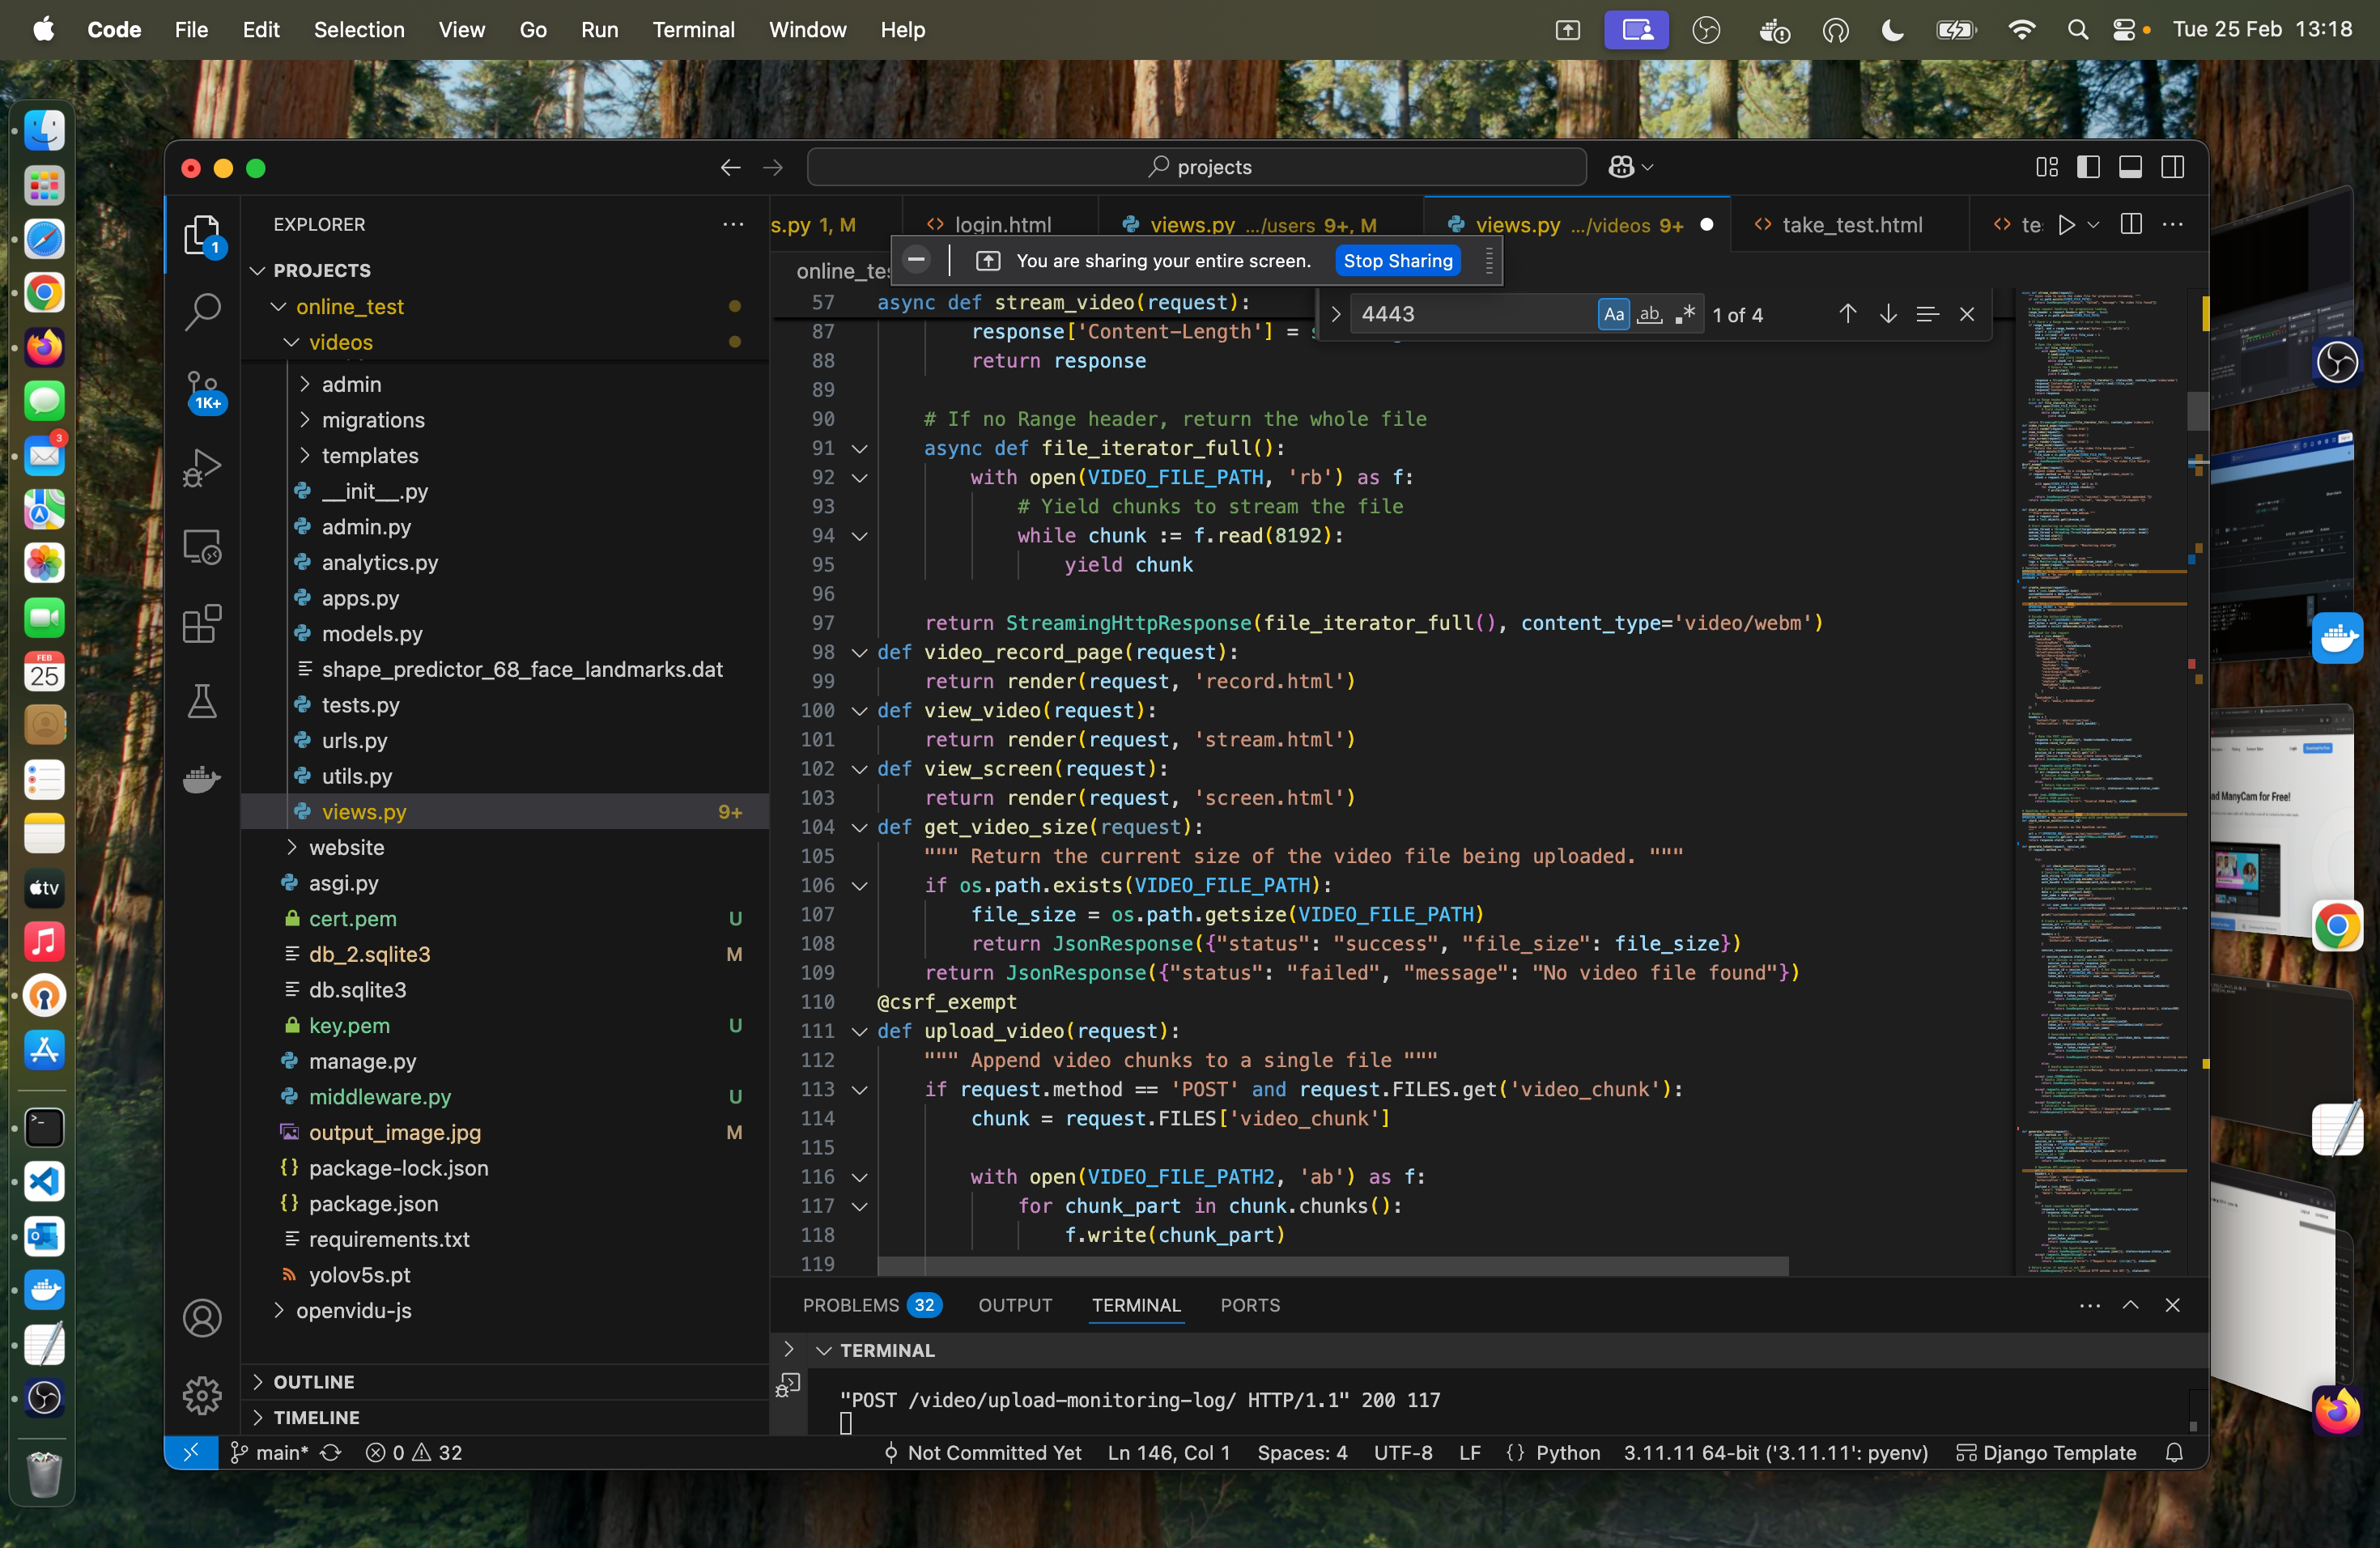 Code File Edit Selection View Go Run Terminal Window Help
Tue 25 Feb 13:18
projects
EXPLORER
s.py 1, M
login.html
views.py .../users 9+, M
views.py .../videos 9+
take_test.html
te
You are sharing your entire screen. Stop Sharing
online_te
4443
Aa
ab
1 of 4
1
1K+
3
FEB
25
tv
PROJECTS
online_test
videos
admin
migrations
templates
__init__.py
admin.py
analytics.py
apps.py
models.py
shape_predictor_68_face_landmarks.dat
tests.py
urls.py
utils.py
views.py 9+
website
asgi.py
cert.pem U
db_2.sqlite3 M
db.sqlite3
key.pem U
manage.py
middleware.py U
output_image.jpg M
package-lock.json
package.json
requirements.txt
yolov5s.pt
openvidu-js
OUTLINE
TIMELINE
57 async def stream_video(request):
87 response['Content-Length'] =
88 return response
89
90 # If no Range header, return the whole file
91 async def file_iterator_full():
92 with open(VIDEO_FILE_PATH, 'rb') as f:
93 # Yield chunks to stream the file
94 while chunk := f.read(8192):
95 yield chunk
96
97 return StreamingHttpResponse(file_iterator_full(), content_type='video/webm')
98 def video_record_page(request):
99 return render(request, 'record.html')
100 def view_video(request):
101 return render(request, 'stream.html')
102 def view_screen(request):
103 return render(request, 'screen.html')
104 def get_video_size(request):
105 """ Return the current size of the video file being uploaded. """
106 if os.path.exists(VIDEO_FILE_PATH):
107 file_size = os.path.getsize(VIDEO_FILE_PATH)
108 return JsonResponse({"status": "success", "file_size": file_size})
109 return JsonResponse({"status": "failed", "message": "No video file found"})
110 @csrf_exempt
111 def upload_video(request):
112 """ Append video chunks to a single file """
113 if request.method == 'POST' and request.FILES.get('video_chunk'):
114 chunk = request.FILES['video_chunk']
115
116 with open(VIDEO_FILE_PATH2, 'ab') as f:
117 for chunk_part in chunk.chunks():
118 f.write(chunk_part)
119
ad ManyCam for Free!
PROBLEMS 32 OUTPUT TERMINAL PORTS
TERMINAL
"POST /video/upload-monitoring-log/ HTTP/1.1" 200 117
main* 0 32
Not Committed Yet Ln 146, Col 1 Spaces: 4 UTF-8 LF {} Python 3.11.11 64-bit ('3.11.11': pyenv) Django Template